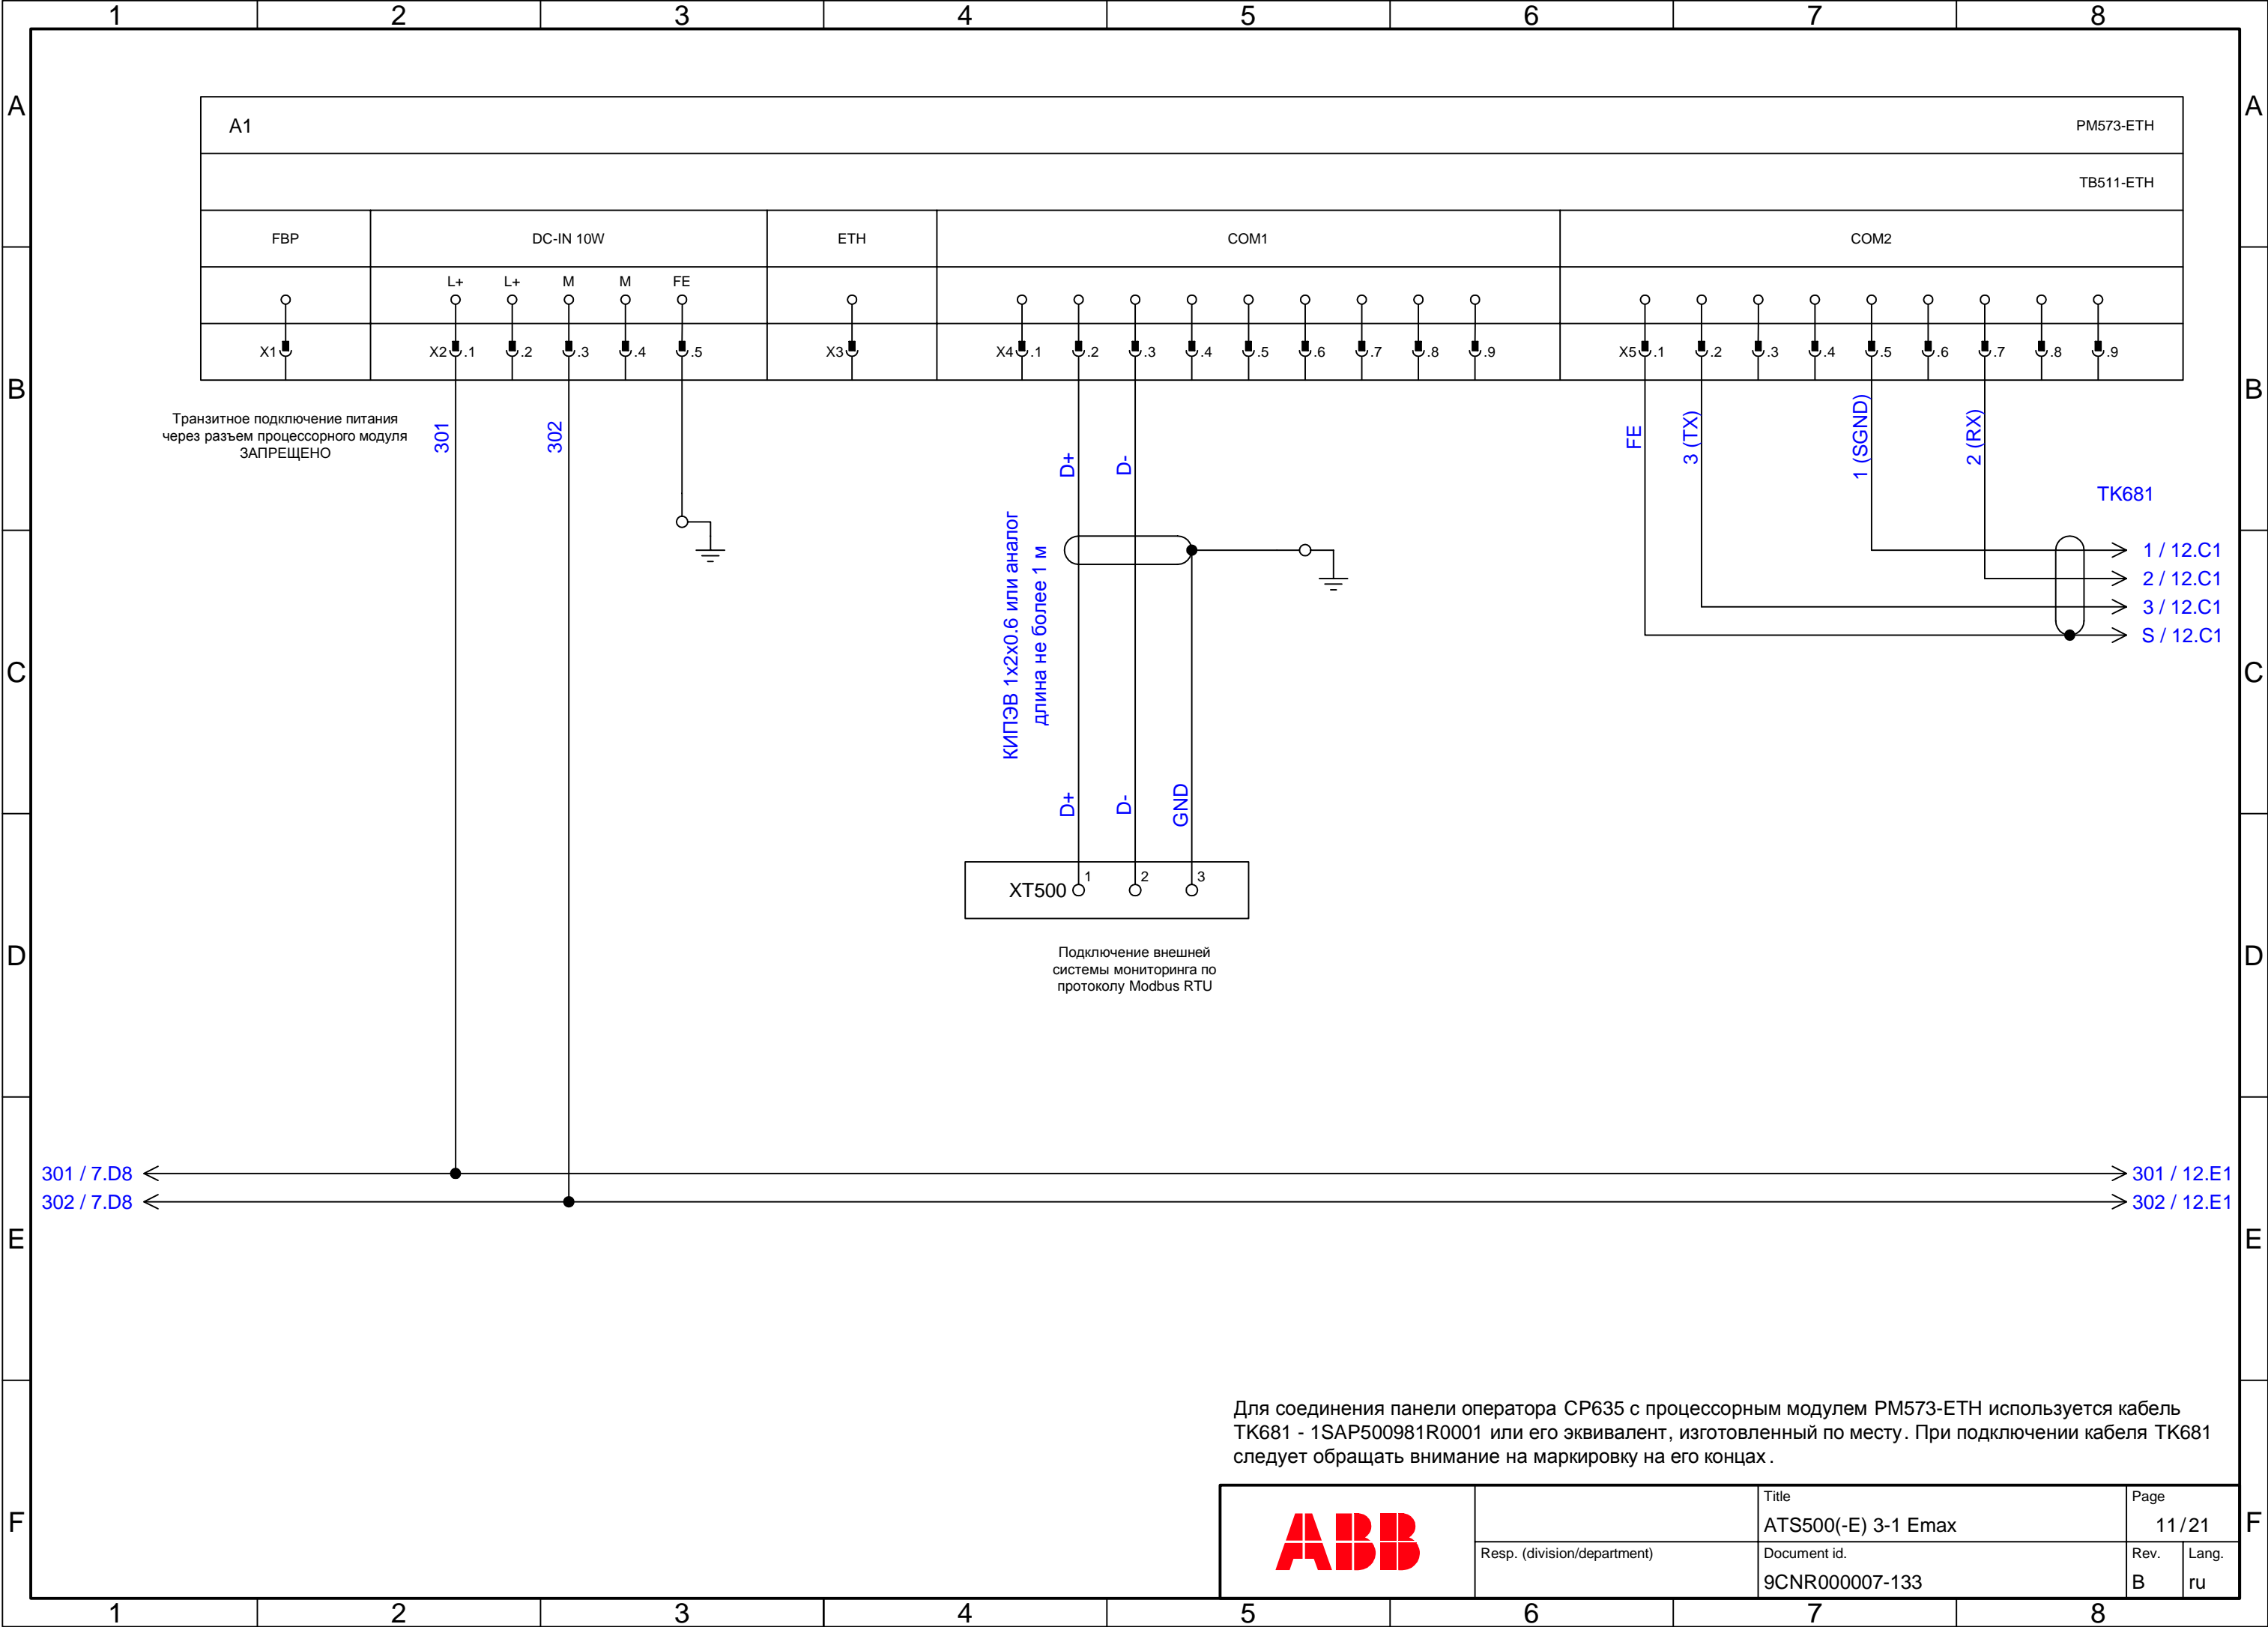 1 2 3 4 5 6 7 8
A A
A1 PM573-ETH
TB511-ETH
FBP DC-IN 10W ETH COM1 COM2
L+ L+ M M FE
X1 X2 .1 .2 .3 .4 .5 X3 X4 .1 .2 .3 .4 .5 .6 .7 .8 .9 X5 .1 .2 .3 .4 .5 .6 .7 .8 .9
B B
Транзитное подключение питания
через разъем процессорного модуля
ЗАПРЕЩЕНО
301
302
D+
D-
FE
3 (TX)
1 (SGND)
2 (RX)
TK681
КИПЭВ 1x2x0.6 или аналог
длина не более 1 м
1 / 12.C1
2 / 12.C1
3 / 12.C1
S / 12.C1
C C
D+
D-
GND
XT500 1 2 3
D D
Подключение внешней
системы мониторинга по
протоколу Modbus RTU
301 / 7.D8 301 / 12.E1
302 / 7.D8 302 / 12.E1
E E
Для соединения панели оператора CP635 с процессорным модулем PM573-ETH используется кабель
TK681 - 1SAP500981R0001 или его эквивалент, изготовленный по месту. При подключении кабеля TK681
следует обращать внимание на маркировку на его концах.
F F
ABB
Title
ATS500(-E) 3-1 Emax
Page
11/21
Resp. (division/department)
Document id.
9CNR000007-133
Rev.
B
Lang.
ru
1 2 3 4 5 6 7 8